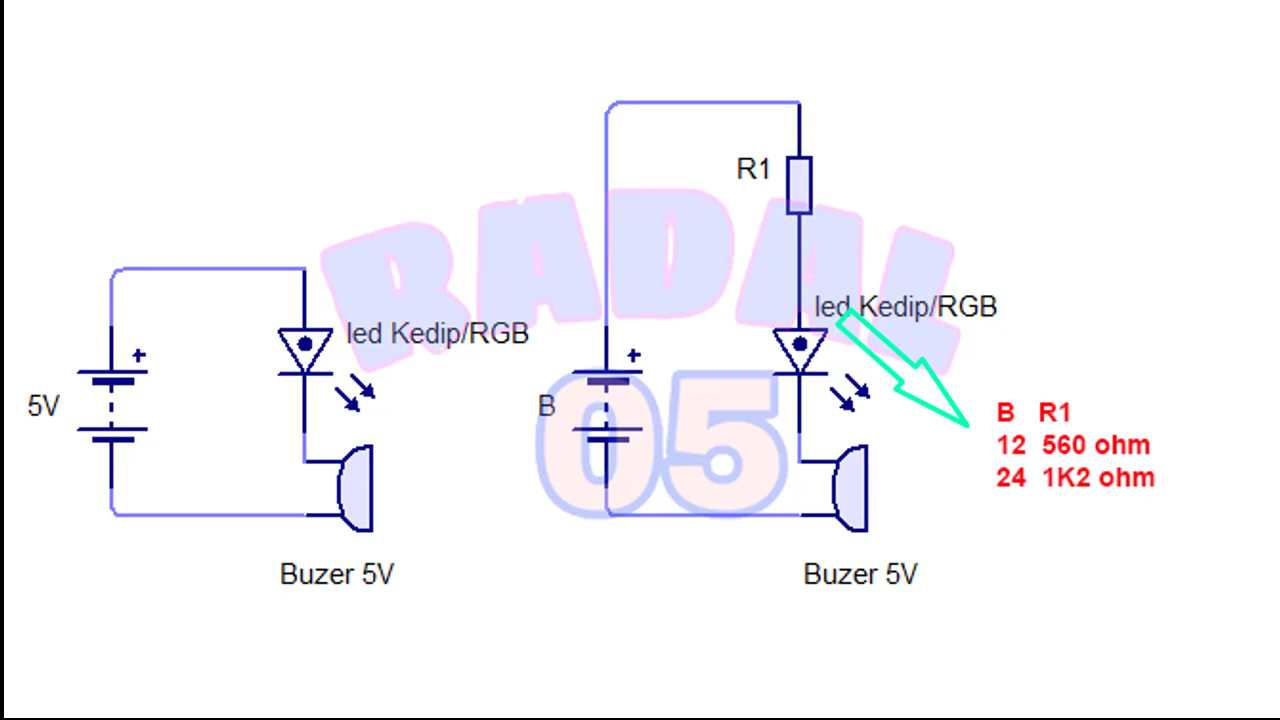 R1
led Kedip/RGB
led Kedip/RGB
+
+
5V
B
B R1
12 560 ohm
24 1K2 ohm
Buzer 5V
Buzer 5V
RADAL
05